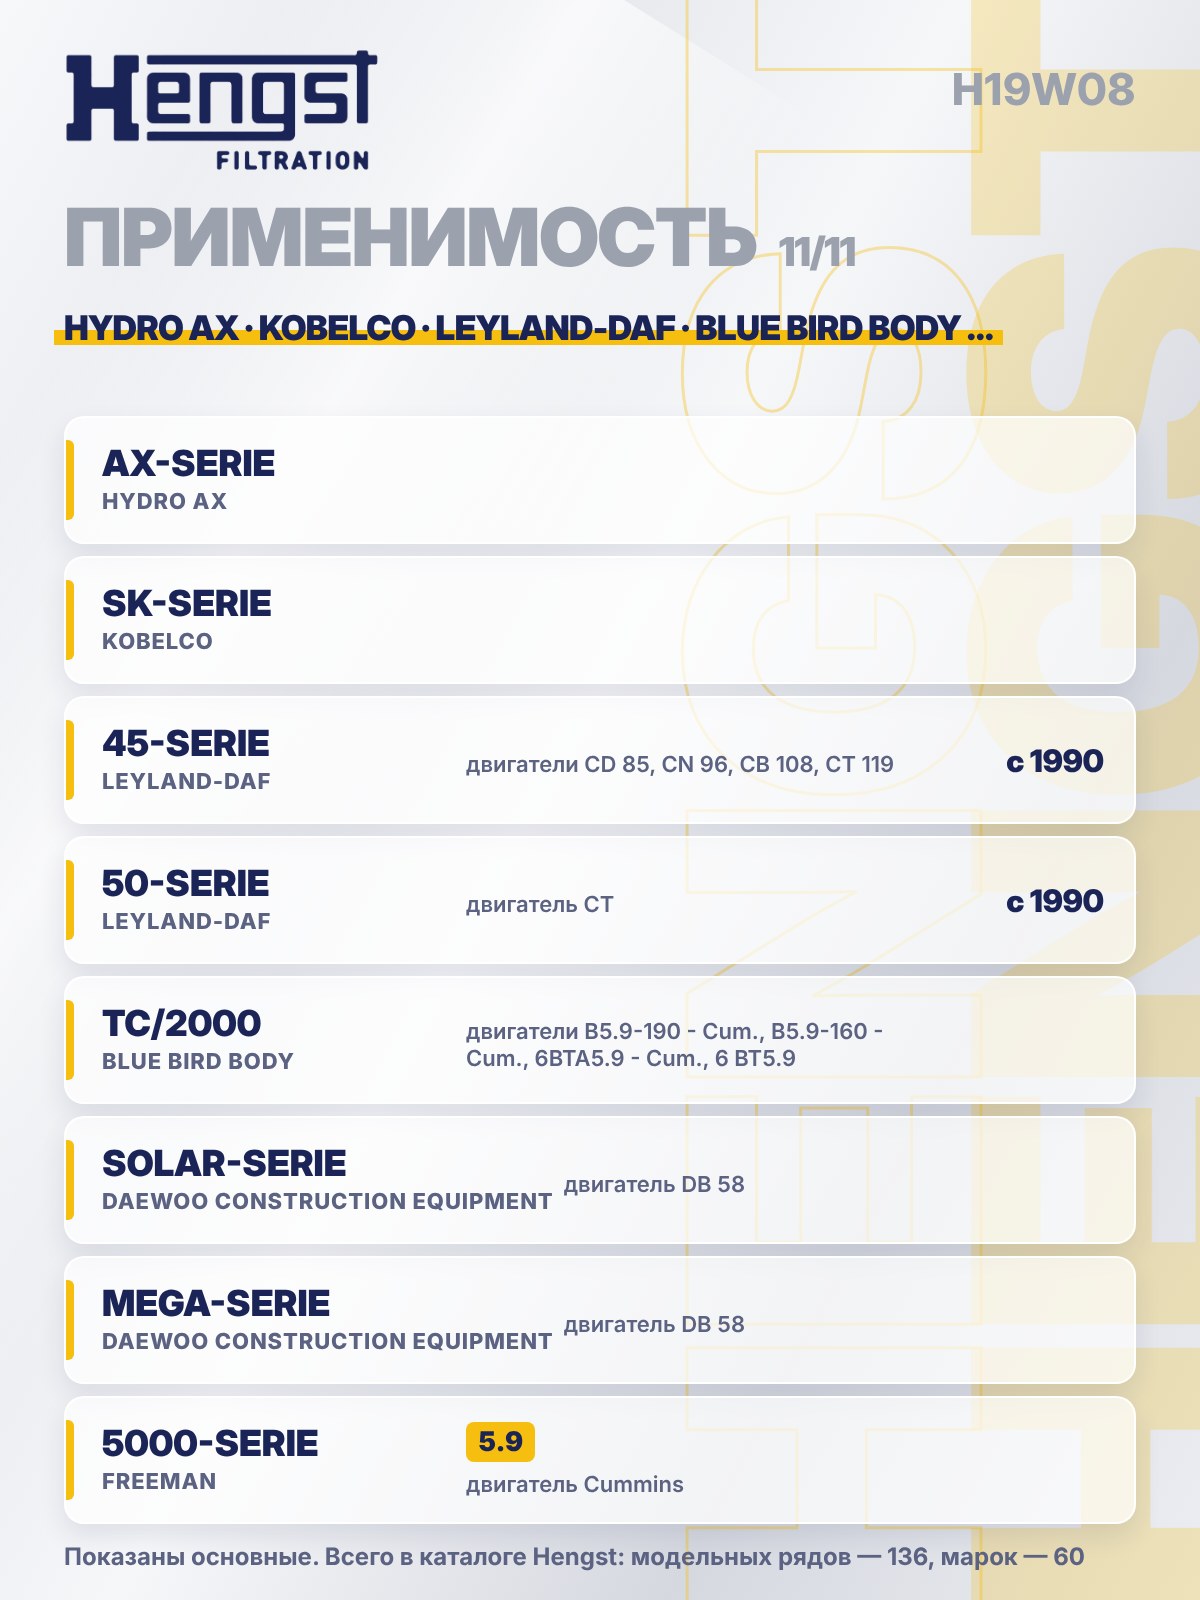 Hengst
FILTRATION
H19W08
ПРИМЕНИМОСТЬ 11/11
HYDRO AX · KOBELCO · LEYLAND-DAF · BLUE BIRD BODY ...
AX-SERIE
HYDRO AX
SK-SERIE
KOBELCO
45-SERIE
LEYLAND-DAF
двигатели CD 85, CN 96, CB 108, CT 119
с 1990
50-SERIE
LEYLAND-DAF
двигатель CT
с 1990
TC/2000
BLUE BIRD BODY
двигатели B5.9-190 - Cum., B5.9-160 -
Cum., 6BTA5.9 - Cum., 6 BT5.9
SOLAR-SERIE
DAEWOO CONSTRUCTION EQUIPMENT
двигатель DB 58
MEGA-SERIE
DAEWOO CONSTRUCTION EQUIPMENT
двигатель DB 58
5000-SERIE
FREEMAN
5.9
двигатель Cummins
Показаны основные. Всего в каталоге Hengst: модельных рядов — 136, марок — 60
HENGST
HENGST